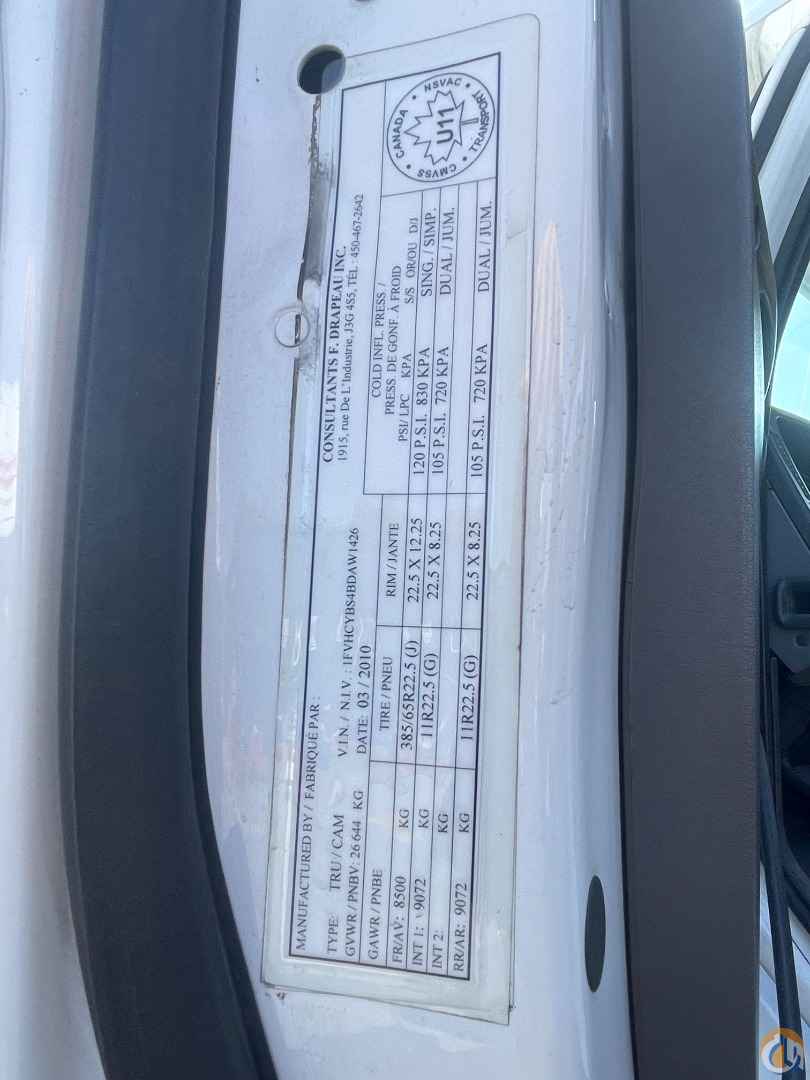 MANUFACTURED BY / FABRIQUÉ PAR :
CONSULTANTS F. DRAPEAU INC.
1915, rue De L'Industrie, J3G 4S5, TÉL : 450-467-2642
TYPE: TRU / CAM V.I.N. / N.I.V. : 1FVHCYBS4BDAW1426
GVWR / PNBV: 26 644 KG DATE: 03 / 2010
GAWR / PNBE TIRE / PNEU RIM / JANTE COLD INFL. PRESS /
PRESS DE GONF. À FROID
PSI/ LPC KPA S/S OR/OU D/J
FR/AV: 8500 KG 385/65R22.5 (J) 22.5 X 12.25 120 P.S.I. 830 KPA SING. / SIMP.
INT 1: 9072 KG 11R22.5 (G) 22.5 X 8.25 105 P.S.I. 720 KPA DUAL / JUM.
INT 2: KG
RR/AR: 9072 KG 11R22.5 (G) 22.5 X 8.25 105 P.S.I. 720 KPA DUAL / JUM.
CANADA · NSVAC · TRANSPORT · CMVSS
U11